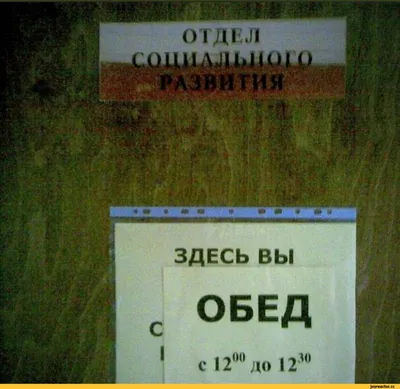 ОТДЕЛ
СОЦИАЛЬНОГО
РАЗВИТИЯ
ЗДЕСЬ ВЫ
С
ОБЕД
с 12⁰⁰ до 12³⁰